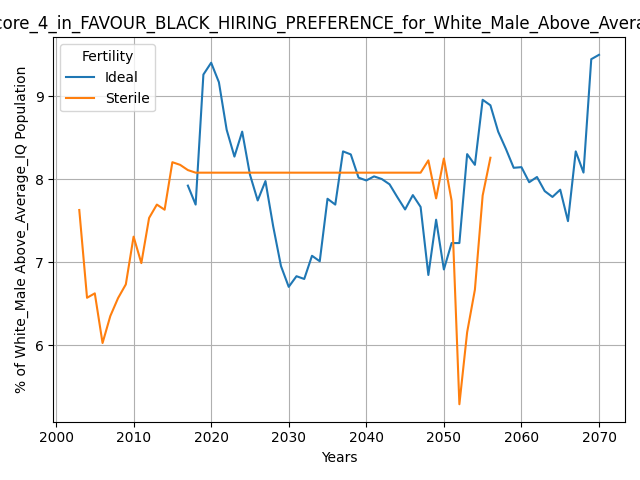 core_4_in_FAVOUR_BLACK_HIRING_PREFERENCE_for_White_Male_Above_Avera
Fertility
Ideal
Sterile
% of White_Male Above_Average_IQ Population
9
8
7
6
2000 2010 2020 2030 2040 2050 2060 2070
Years